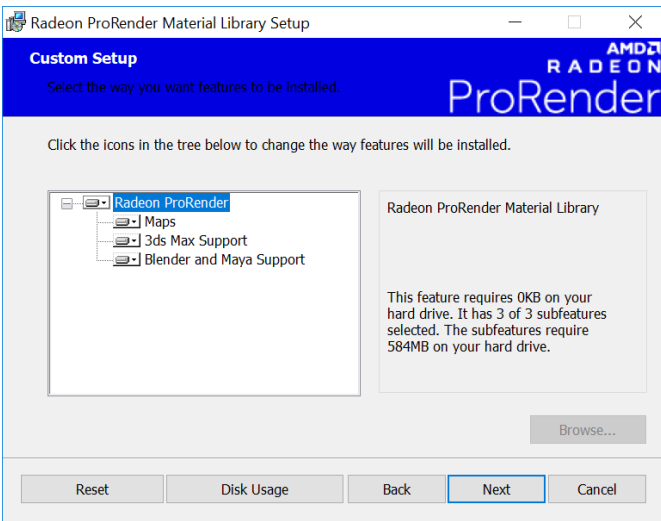 Radeon ProRender Material Library Setup
Custom Setup
Select the way you want features to be installed.
AMD
RADEON
ProRender
Click the icons in the tree below to change the way features will be installed.
Radeon ProRender
Maps
3ds Max Support
Blender and Maya Support
Radeon ProRender Material Library
This feature requires 0KB on your
hard drive. It has 3 of 3 subfeatures
selected. The subfeatures require
584MB on your hard drive.
Browse...
Reset
Disk Usage
Back
Next
Cancel